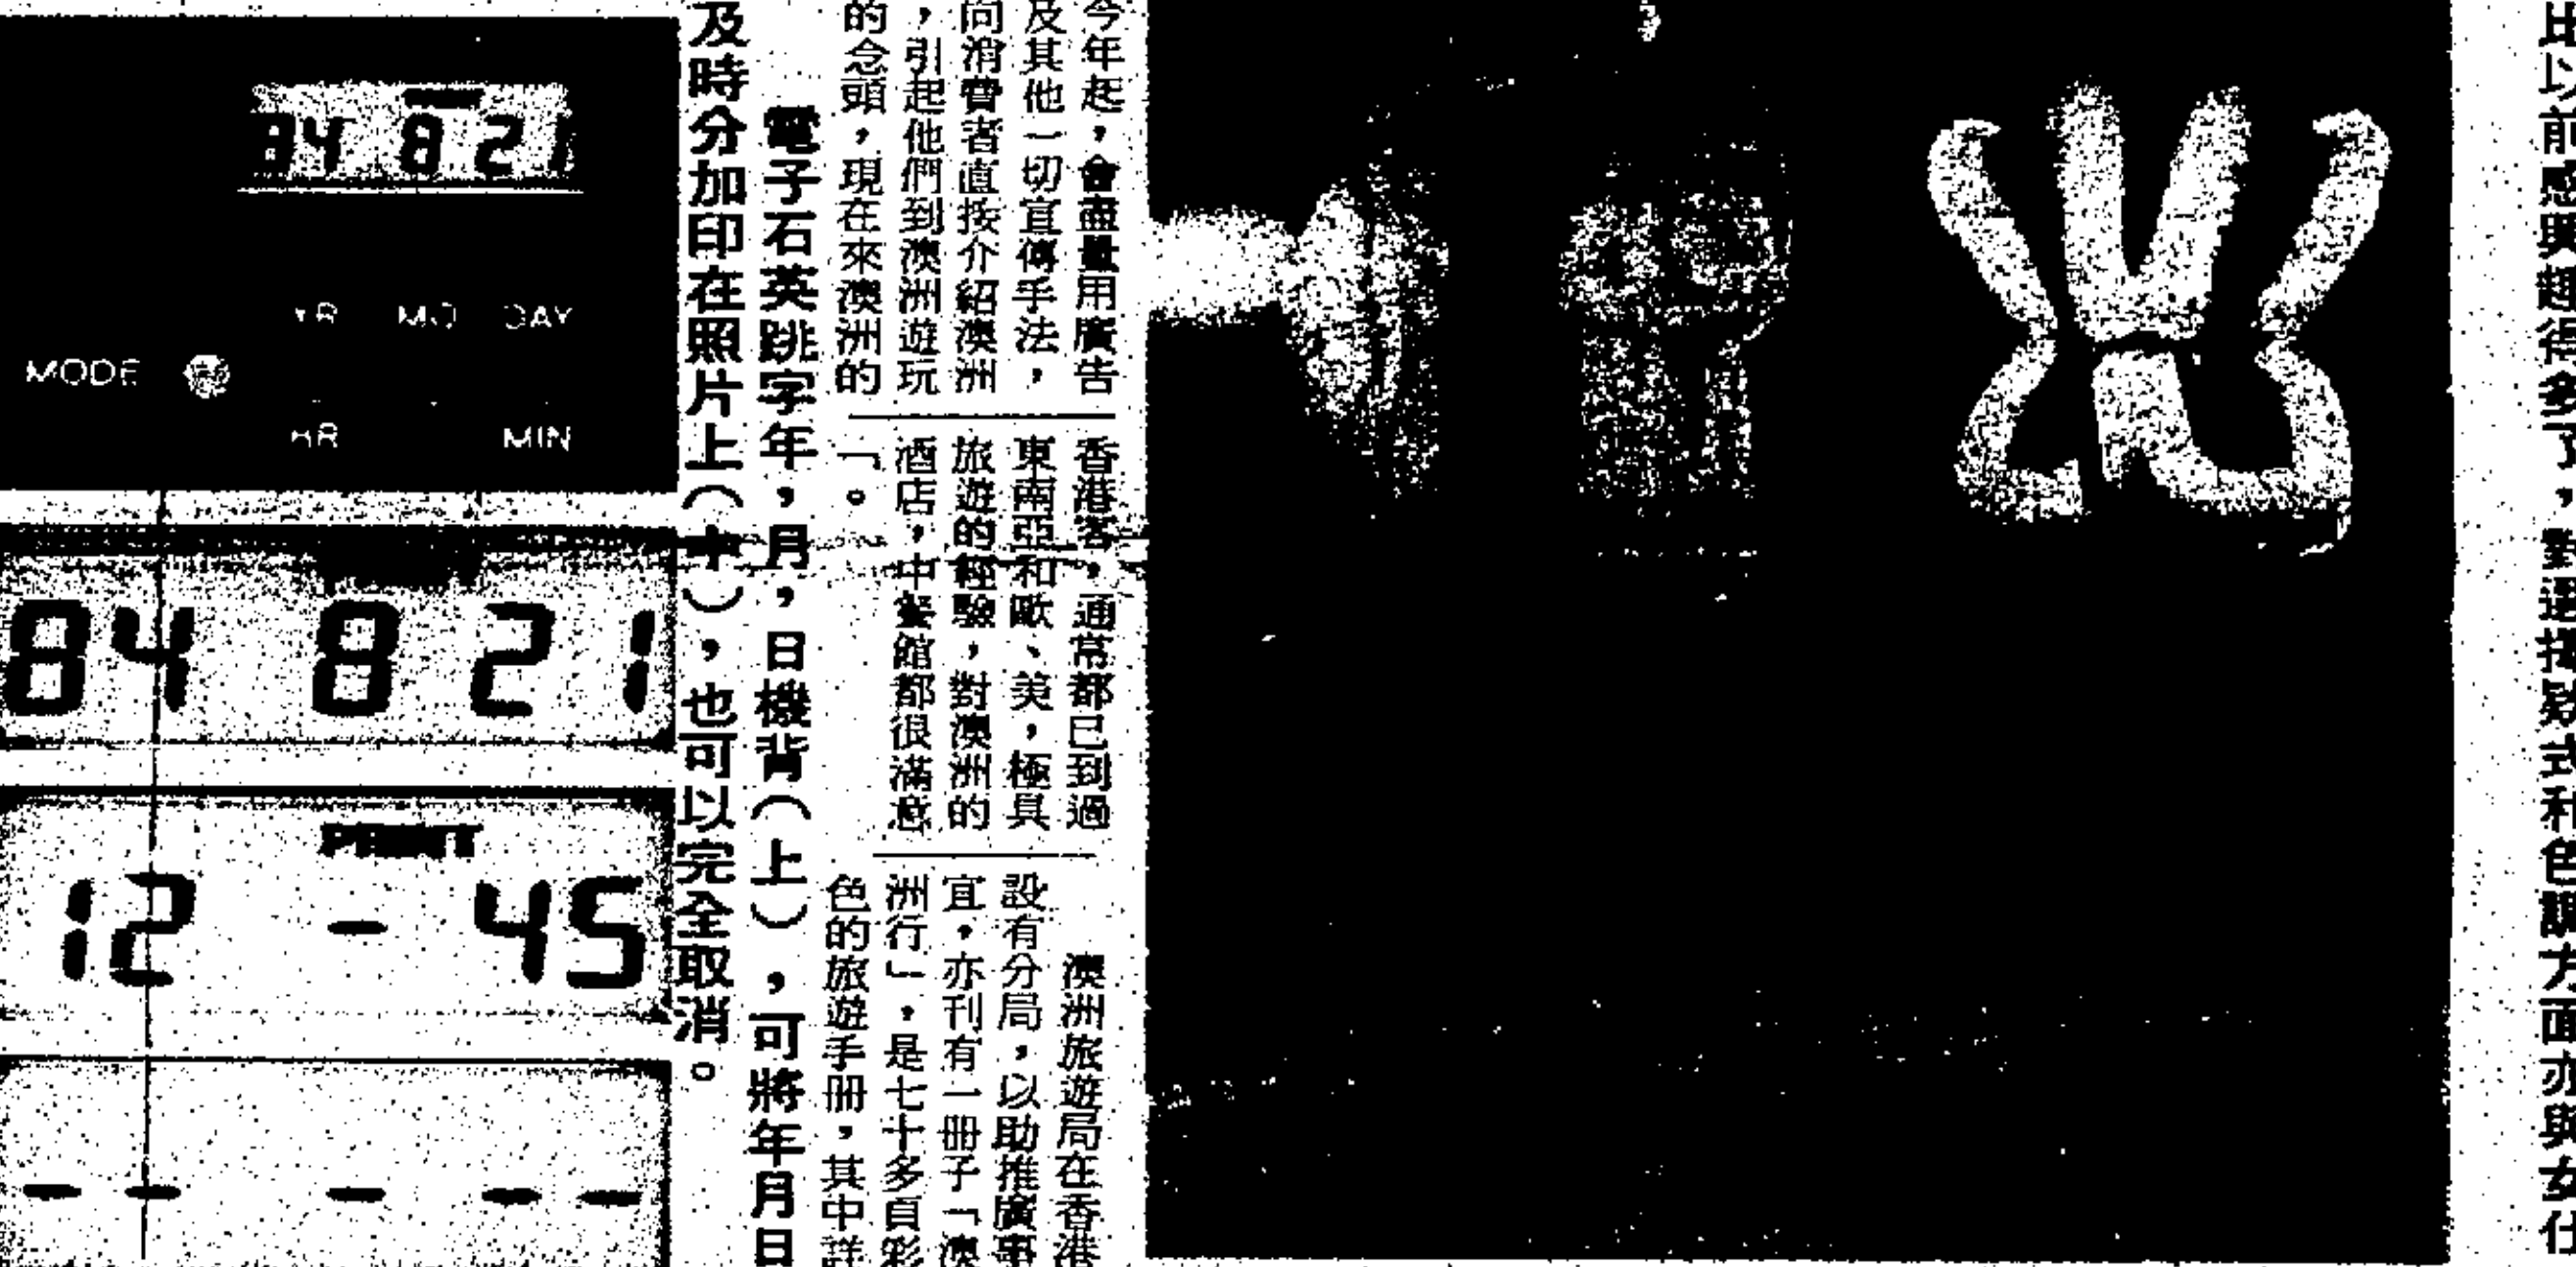 比以前感興趣得多了，對選擇款式和色調方面亦與女仕
今年起，會盡量用廣告
及其他一切宣傳手法，
向消費者直接介紹澳洲
，引起他們到澳洲遊玩
的念頭，現在來澳洲的
香港客，通常都已到過
東南亞和歐、美，極具
旅遊的經驗，對澳洲的
酒店，中餐館都很滿意
「。
澳洲旅遊局在香港
設有分局，以助推廣事
宜，亦刊有一冊子「澳
洲行」，是七十多頁彩
色的旅遊手冊，其中詳
電子石英跳字年，月，日機背（上），可將年月日
及時分加印在照片上（中），也可以完全取消。
84 8 21
YR MO DAY
MODE
HR MIN
84 8 21
PRINT
12 - 45
- - - - -